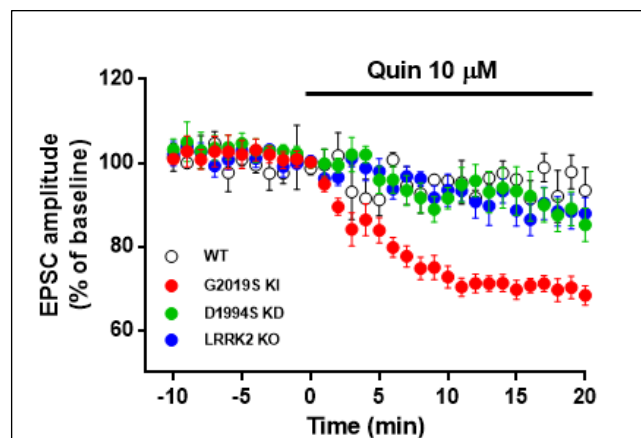 Quin 10 μM
120
100
80
60
EPSC amplitude
(% of baseline)
WT
G2019S KI
D1994S KD
LRRK2 KO
-10
-5
0
5
10
15
20
Time (min)